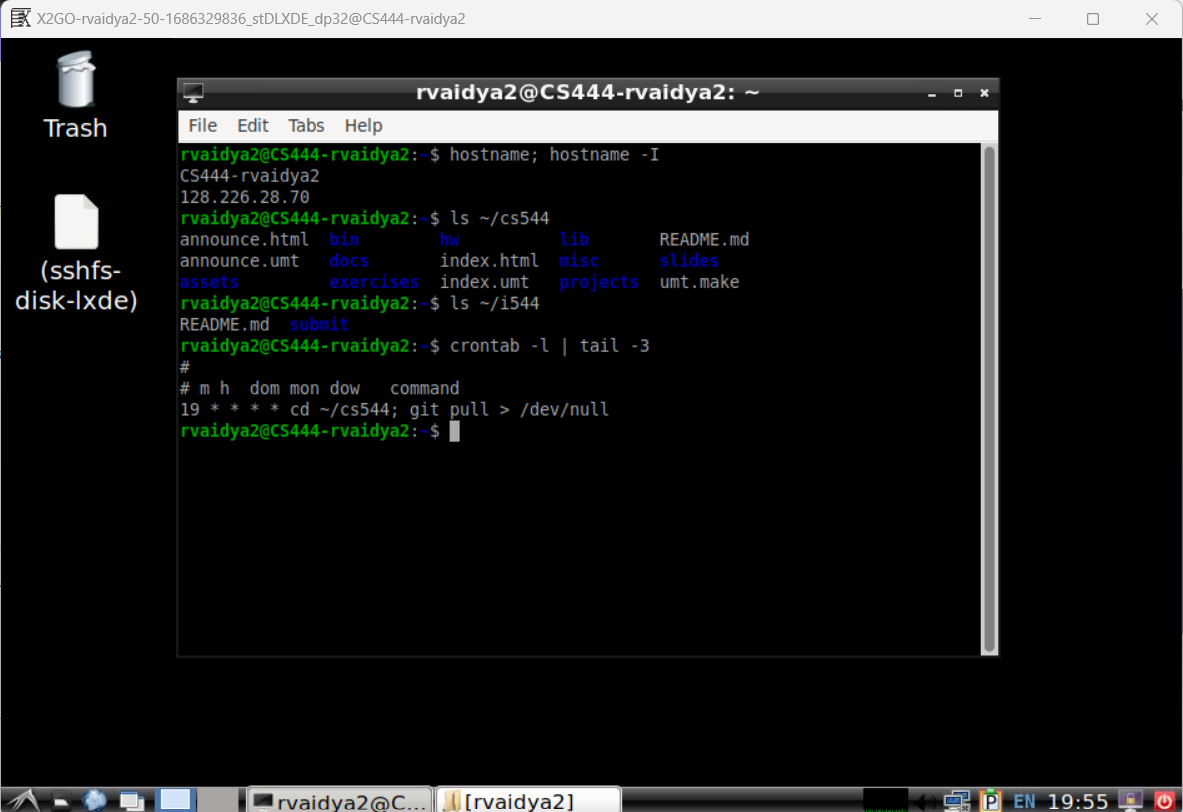 X2GO-rvaidya2-50-1686329836_stDLXDE_dp32@CS444-rvaidya2
Trash
(sshfs-
disk-lxde)
rvaidya2@CS444-rvaidya2: ~
File Edit Tabs Help
rvaidya2@CS444-rvaidya2:~$ hostname; hostname -I
CS444-rvaidya2
128.226.28.70
rvaidya2@CS444-rvaidya2:~$ ls ~/cs544
announce.html bin hw lib README.md
announce.umt docs index.html misc slides
assets exercises index.umt projects umt.make
rvaidya2@CS444-rvaidya2:~$ ls ~/i544
README.md submit
rvaidya2@CS444-rvaidya2:~$ crontab -l | tail -3
#
# m h  dom mon dow   command
19 * * * * cd ~/cs544; git pull > /dev/null
rvaidya2@CS444-rvaidya2:~$
rvaidya2@C... [rvaidya2] P EN 19:55